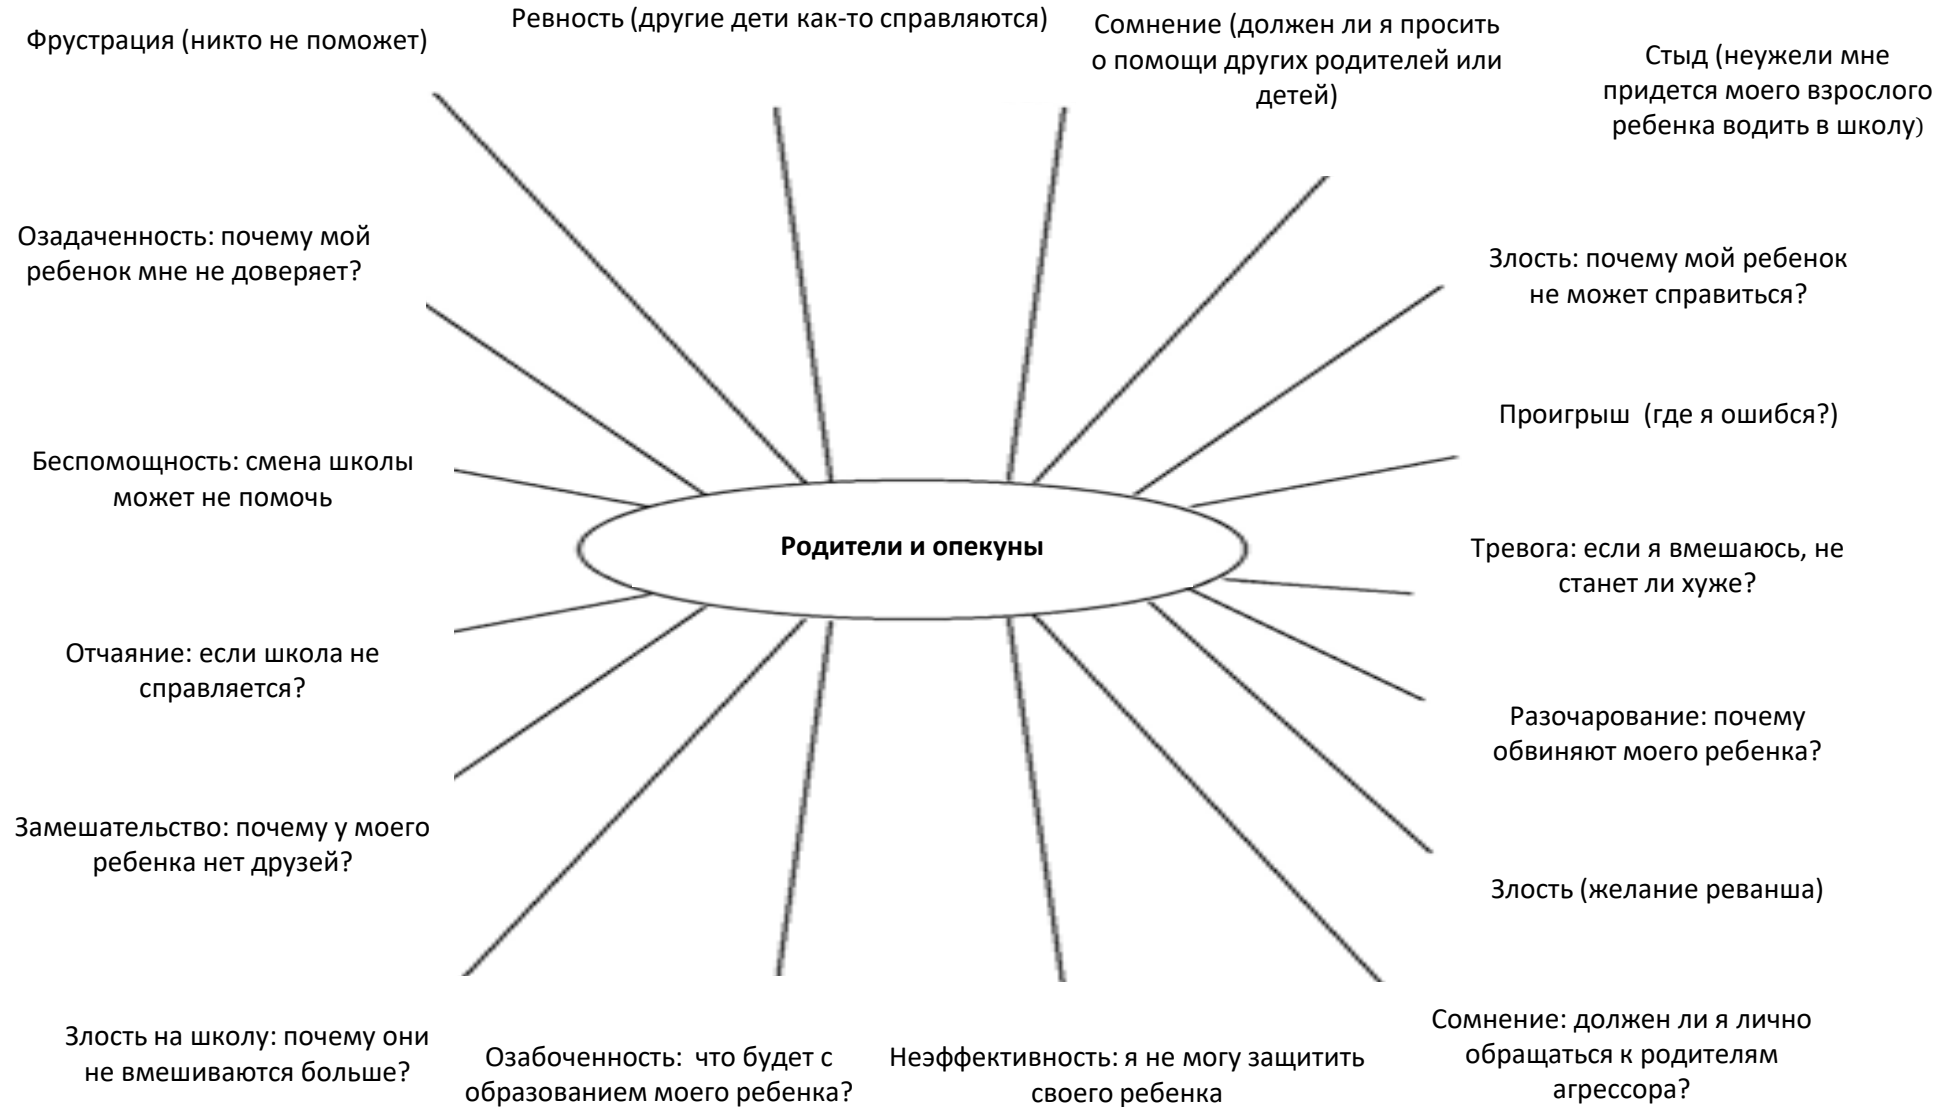 Фрустрация (никто не поможет)
Ревность (другие дети как-то справляются)
Сомнение (должен ли я просить
о помощи других родителей или
детей)
Стыд (неужели мне
придется моего взрослого
ребенка водить в школу)
Озадаченность: почему мой
ребенок мне не доверяет?
Злость: почему мой ребенок
не может справиться?
Проигрыш  (где я ошибся?)
Беспомощность: смена школы
может не помочь
Родители и опекуны
Тревога: если я вмешаюсь, не
станет ли хуже?
Отчаяние: если школа не
справляется?
Разочарование: почему
обвиняют моего ребенка?
Замешательство: почему у моего
ребенка нет друзей?
Злость (желание реванша)
Злость на школу: почему они
не вмешиваются больше?
Озабоченность:  что будет с
образованием моего ребенка?
Неэффективность: я не могу защитить
своего ребенка
Сомнение: должен ли я лично
обращаться к родителям
агрессора?